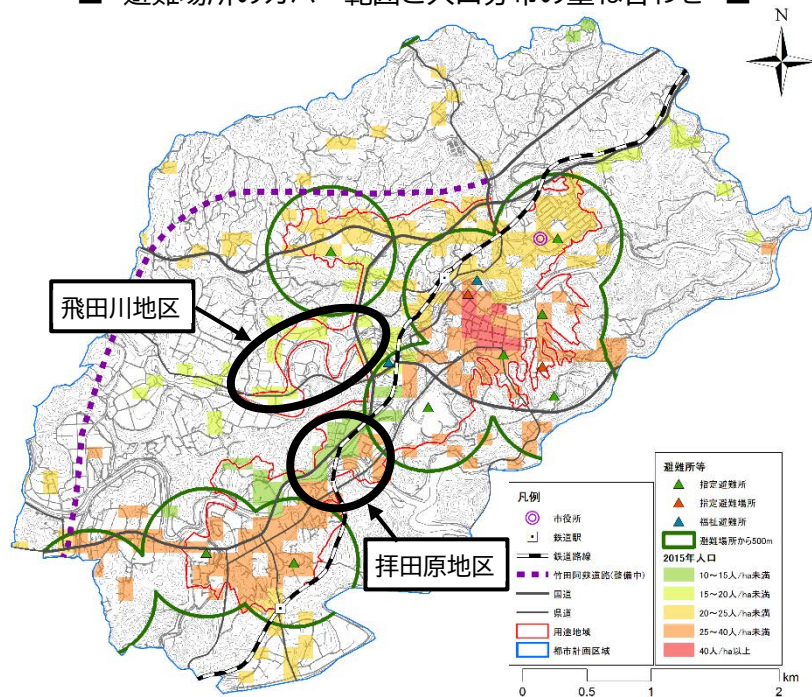 ■ 避難場所のカバー範囲と人口分布の重ね合わせ ■
N
飛田川地区
拝田原地区
凡例
市役所
鉄道駅
鉄道路線
竹田阿蘇道路(整備中)
国道
県道
用途地域
都市計画区域
避難所等
指定避難所
指定避難場所
福祉避難所
避難場所から500m
2015年人口
10～15人/ha未満
15～20人/ha未満
20～25人/ha未満
25～40人/ha未満
40人/ha以上
0 0.5 1 2
km